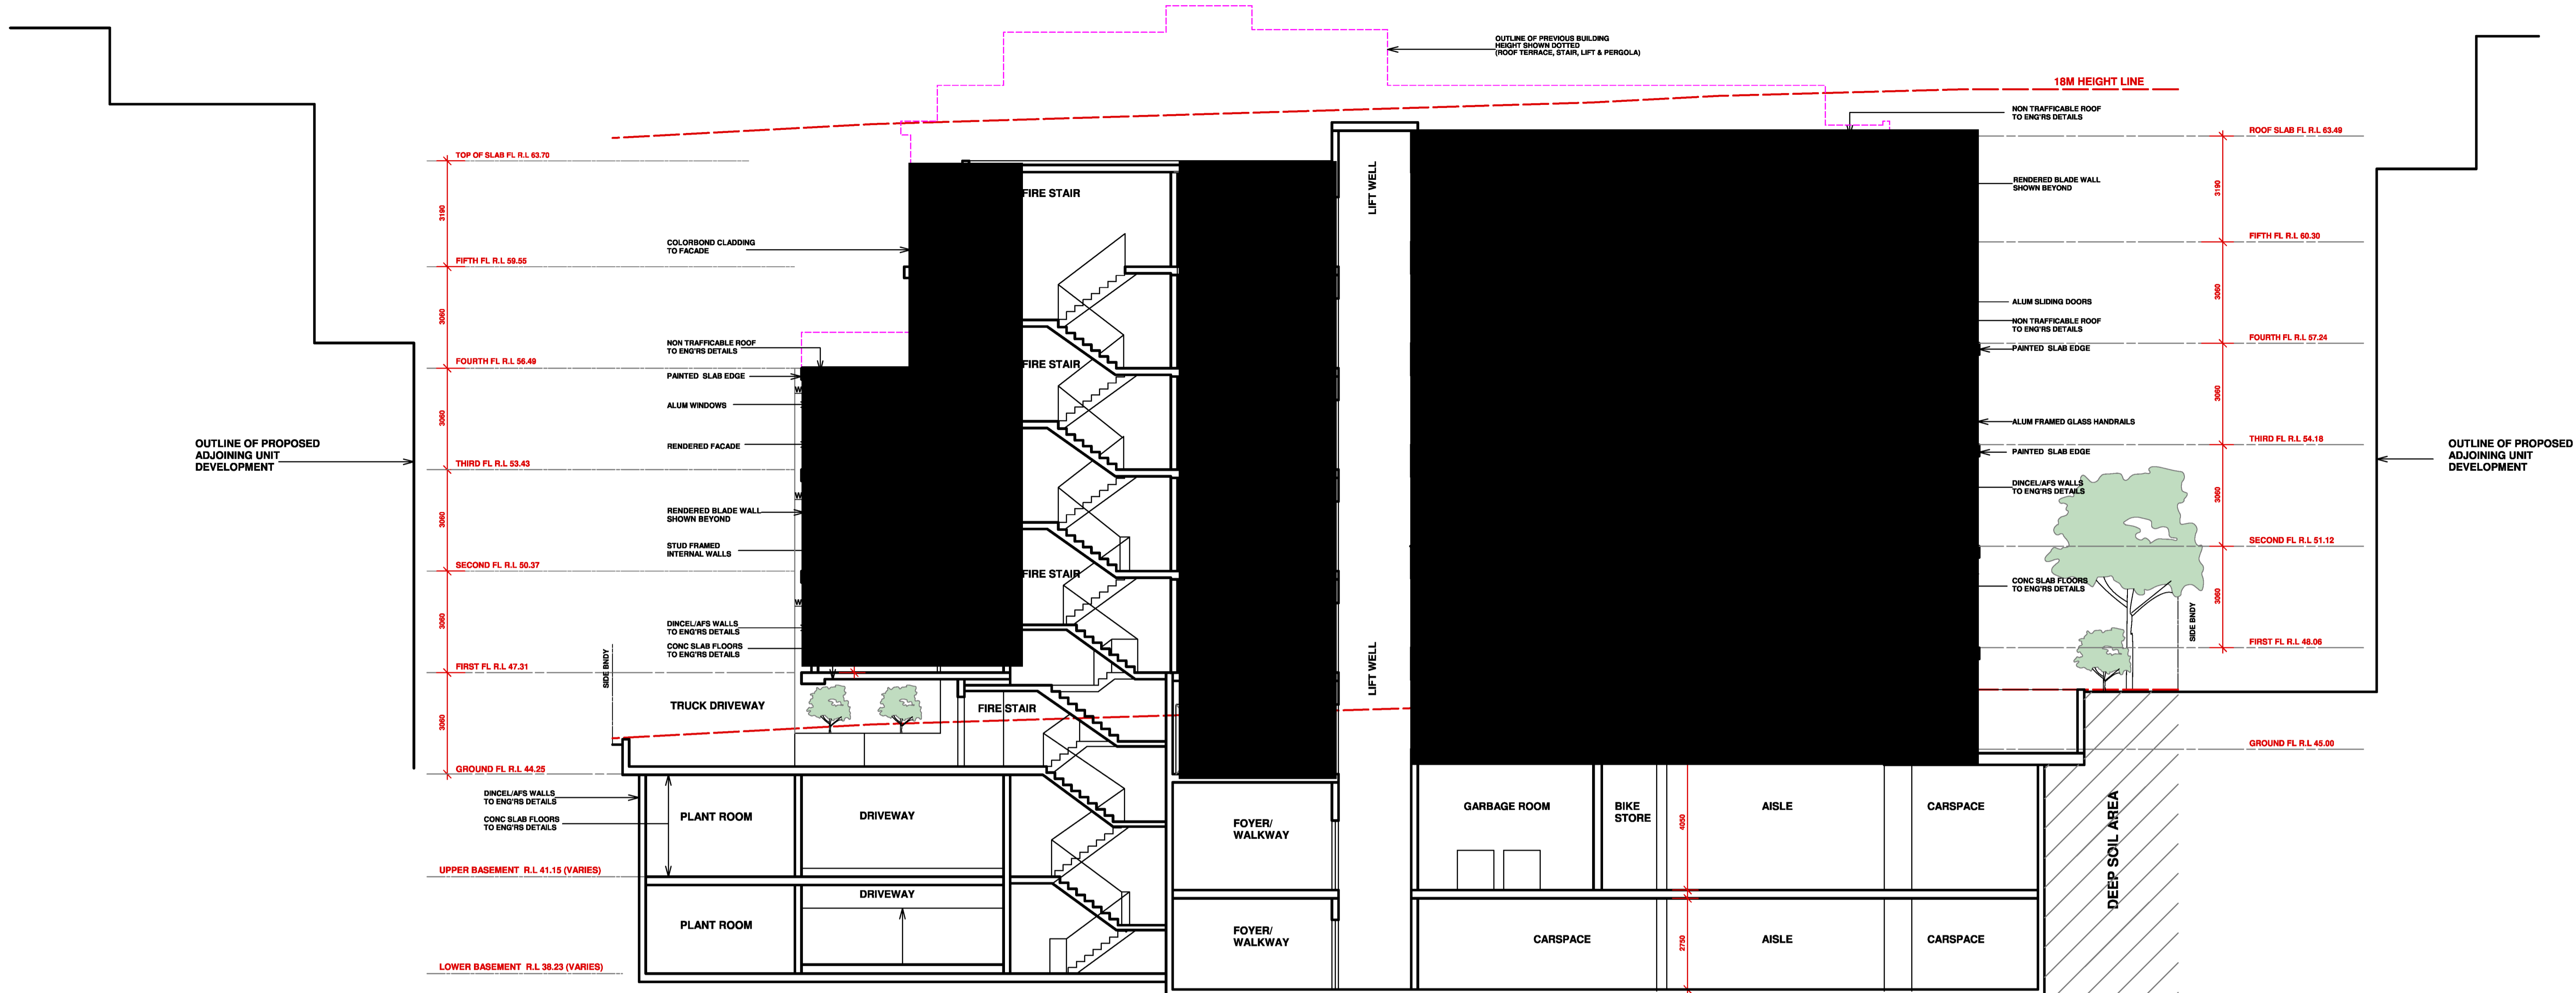 OUTLINE OF PREVIOUS BUILDING
HEIGHT SHOWN DOTTED
(ROOF TERRACE, STAIR, LIFT & PERGOLA)
18M HEIGHT LINE
NON TRAFFICABLE ROOF
TO ENG'RS DETAILS
ROOF SLAB FL R.L 63.49
TOP OF SLAB FL R.L 63.70
RENDERED BLADE WALL
SHOWN BEYOND
3190
3190
FIRE STAIR
LIFT WELL
COLORBOND CLADDING
TO FACADE
FIFTH FL R.L 60.30
FIFTH FL R.L 59.55
ALUM SLIDING DOORS
NON TRAFFICABLE ROOF
TO ENG'RS DETAILS
3060
3060
NON TRAFFICABLE ROOF
TO ENG'RS DETAILS
FOURTH FL R.L 57.24
PAINTED SLAB EDGE
FOURTH FL R.L 56.49
FIRE STAIR
PAINTED SLAB EDGE
W
ALUM WINDOWS
3060
3060
ALUM FRAMED GLASS HANDRAILS
OUTLINE OF PROPOSED
ADJOINING UNIT
DEVELOPMENT
RENDERED FACADE
THIRD FL R.L 54.18
PAINTED SLAB EDGE
OUTLINE OF PROPOSED
ADJOINING UNIT
DEVELOPMENT
THIRD FL R.L 53.43
DINCEL/AFS WALLS
TO ENG'RS DETAILS
W
3060
3060
RENDERED BLADE WALL
SHOWN BEYOND
STUD FRAMED
INTERNAL WALLS
SECOND FL R.L 51.12
SECOND FL R.L 50.37
FIRE STAIR
CONC SLAB FLOORS
TO ENG'RS DETAILS
W
3060
3060
SIDE BNDY
DINCEL/AFS WALLS
TO ENG'RS DETAILS
CONC SLAB FLOORS
TO ENG'RS DETAILS
FIRST FL R.L 48.06
FIRST FL R.L 47.31
SIDE BNDY
LIFT WELL
TRUCK DRIVEWAY
FIRE STAIR
3060
GROUND FL R.L 45.00
GROUND FL R.L 44.25
DINCEL/AFS WALLS
TO ENG'RS DETAILS
CONC SLAB FLOORS
TO ENG'RS DETAILS
PLANT ROOM
DRIVEWAY
FOYER/
WALKWAY
GARBAGE ROOM
BIKE
STORE
4050
AISLE
CARSPACE
DEEP SOIL AREA
UPPER BASEMENT R.L 41.15 (VARIES)
DRIVEWAY
PLANT ROOM
FOYER/
WALKWAY
CARSPACE
2750
AISLE
CARSPACE
LOWER BASEMENT R.L 38.23 (VARIES)